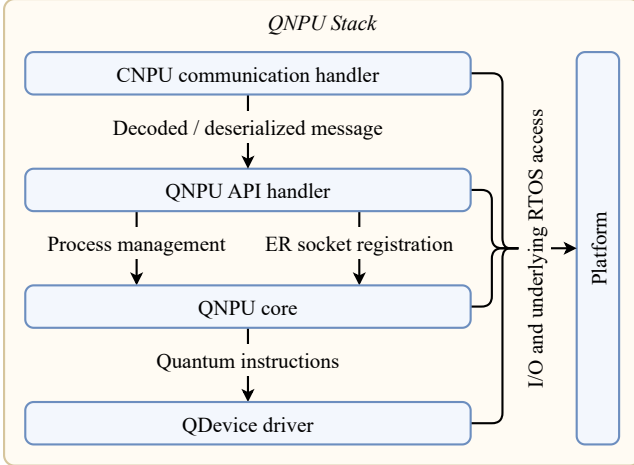 QNPU Stack
CNPU communication handler
Decoded / deserialized message
QNPU API handler
Process management
ER socket registration
QNPU core
Quantum instructions
QDevice driver
I/O and underlying RTOS access
Platform